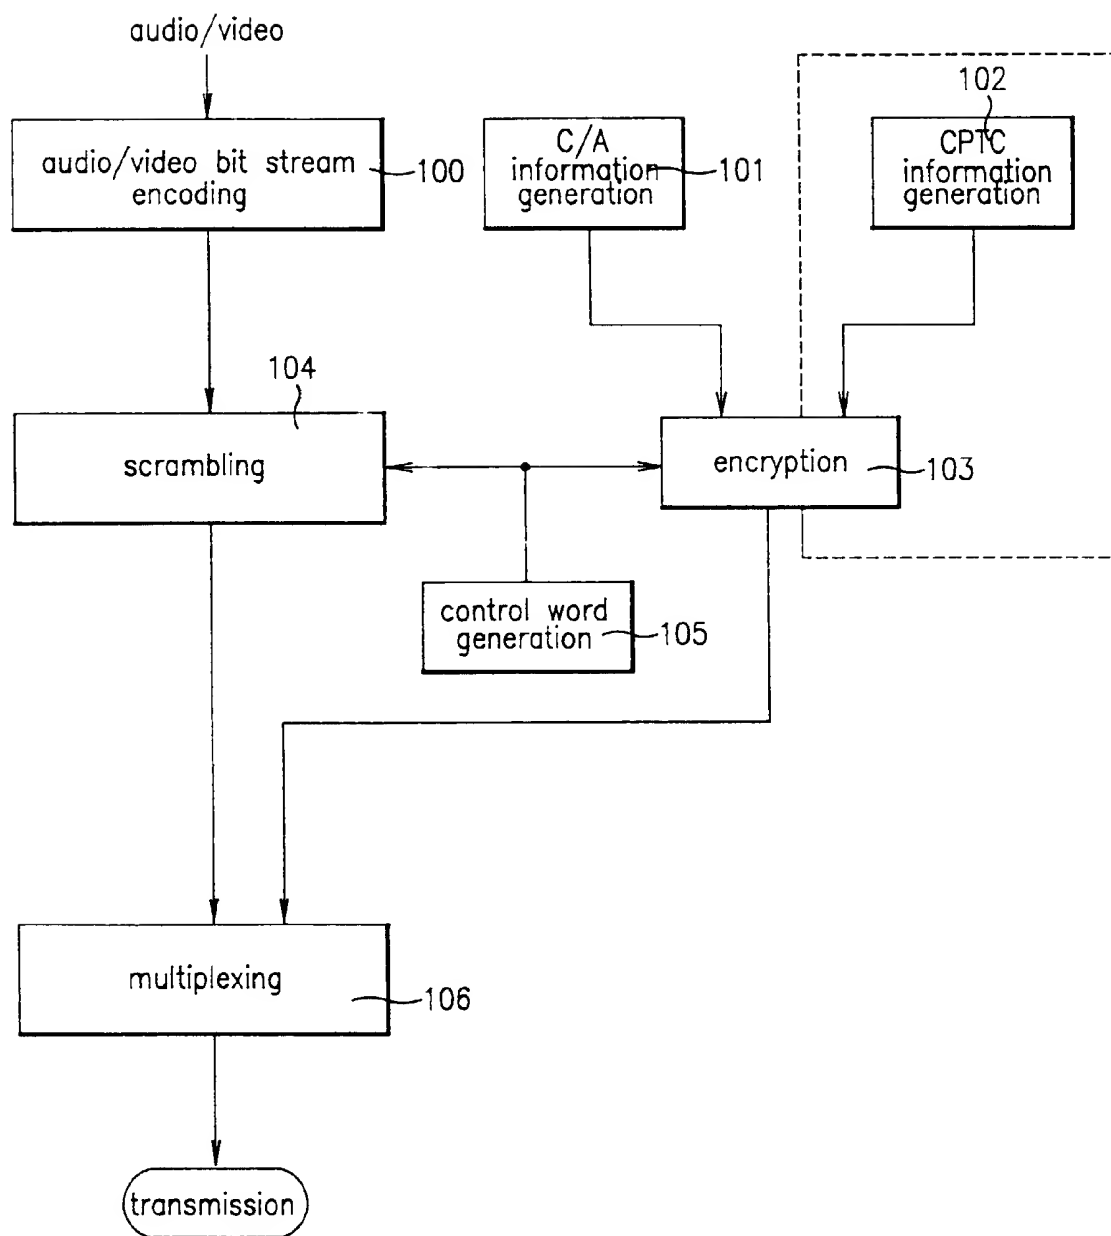 audio/video
audio/video bit stream
encoding
100
C/A
information
generation
101
102
CPTC
information
generation
104
scrambling
encryption
103
control word
generation
105
multiplexing
106
transmission